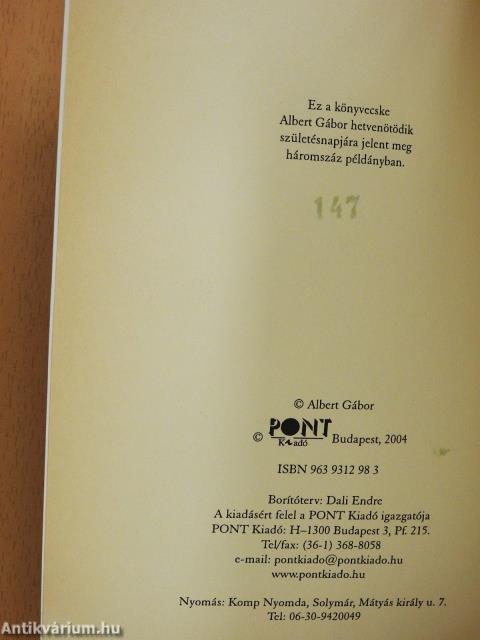 Ez a könyvecske
Albert Gábor hetvenötödik
születésnapjára jelent meg
háromszáz példányban.
147
© Albert Gábor
© PONT Kiadó Budapest, 2004
ISBN 963 9312 98 3
Borítóterv: Dali Endre
A kiadásért felel a PONT Kiadó igazgatója
PONT Kiadó: H–1300 Budapest 3, Pf. 215.
Tel/fax: (36-1) 368-8058
e-mail: pontkiado@pontkiado.hu
www.pontkiado.hu
Nyomás: Komp Nyomda, Solymár, Mátyás király u. 7.
Tel: 06-30-9420049
Antikvárium.hu